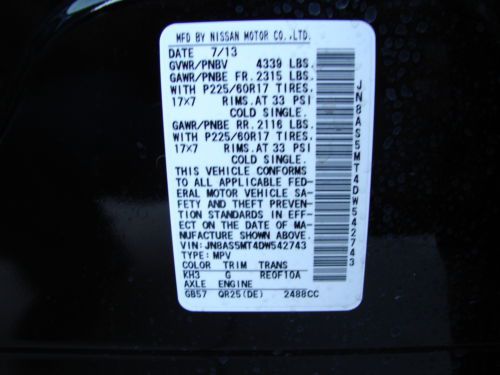 MFD BY NISSAN MOTOR CO.,LTD.
DATE 7/13
GVWR/PNBV 4339 LBS.
GAWR/PNBE FR.2315 LBS.
WITH P225/60R17 TIRES.
17×7 RIMS.AT 33 PSI
COLD SINGLE.
GAWR/PNBE RR.2116 LBS.
WITH P225/60R17 TIRES.
17×7 RIMS.AT 33 PSI
COLD SINGLE.
THIS VEHICLE CONFORMS
TO ALL APPLICABLE FED-
ERAL MOTOR VEHICLE SA-
FETY AND THEFT PREVEN-
TION STANDARDS IN EFF-
ECT ON THE DATE OF MA-
NUFACTURE SHOWN ABOVE.
VIN: JN8AS5MT4DW542743
TYPE: MPV
COLOR TRIM TRANS
KH3 G RE0F10A
AXLE ENGINE
GB57 QR25(DE) 2488CC
JN8AS5MT4DW542743